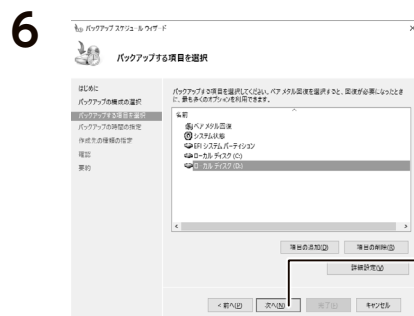 6
バックアップ スケジュール ウィザード
バックアップする項目を選択
はじめに
バックアップの構成の選択
バックアップする項目を選択
バックアップの時間の指定
作成先の種類の指定
確認
要約
バックアップする項目を選択してください。ベア メタル回復を選択すると、回復が必要になったときに、最も多くのオプションを利用できます。
名前
ベア メタル回復
システム状態
EFI システム パーティション
ローカル ディスク (C:)
ローカル ディスク (D:)
項目の追加(D)
項目の削除(R)
詳細設定(V)
< 前へ(P)
次へ(N) >
完了(F)
キャンセル